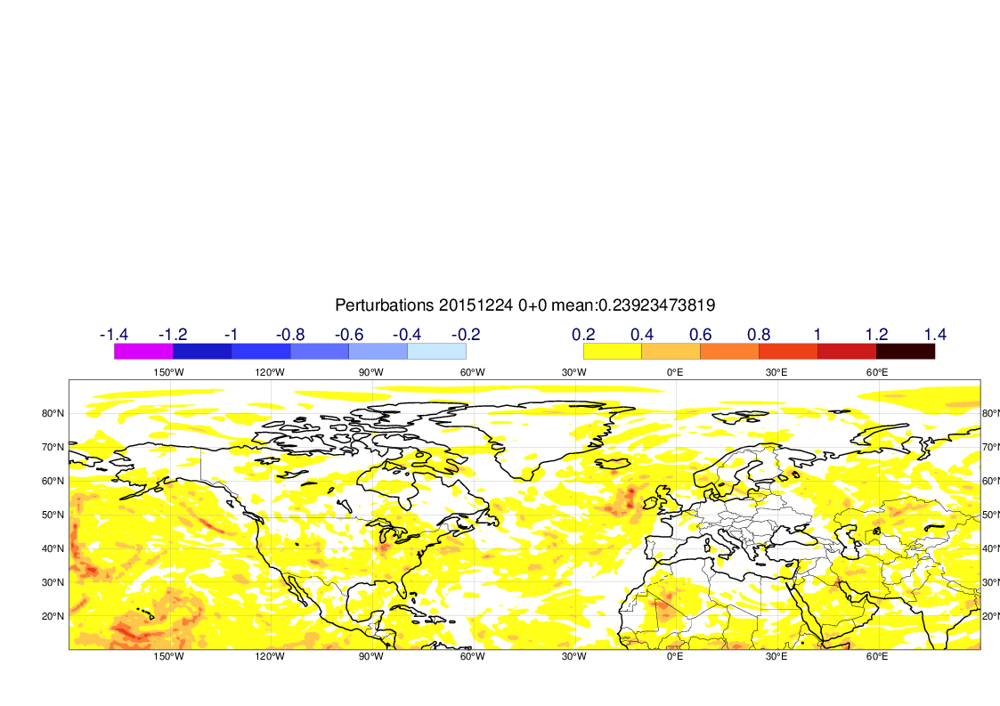 Perturbations 20151224 0+0 mean:0.23923473819
-1.4 -1.2 -1 -0.8 -0.6 -0.4 -0.2 0.2 0.4 0.6 0.8 1 1.2 1.4
150°W 120°W 90°W 60°W 30°W 0°E 30°E 60°E
80°N 80°N
70°N 70°N
60°N 60°N
50°N 50°N
40°N 40°N
30°N 30°N
20°N 20°N
150°W 120°W 90°W 60°W 30°W 0°E 30°E 60°E